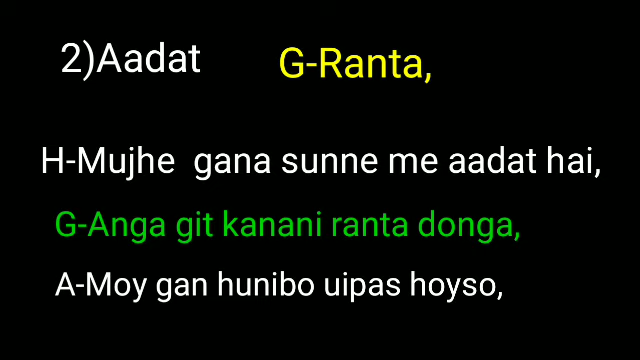 2)Aadat G-Ranta,
H-Mujhe gana sunne me aadat hai,
G-Anga git kanani ranta donga,
A-Moy gan hunibo uipas hoyso,